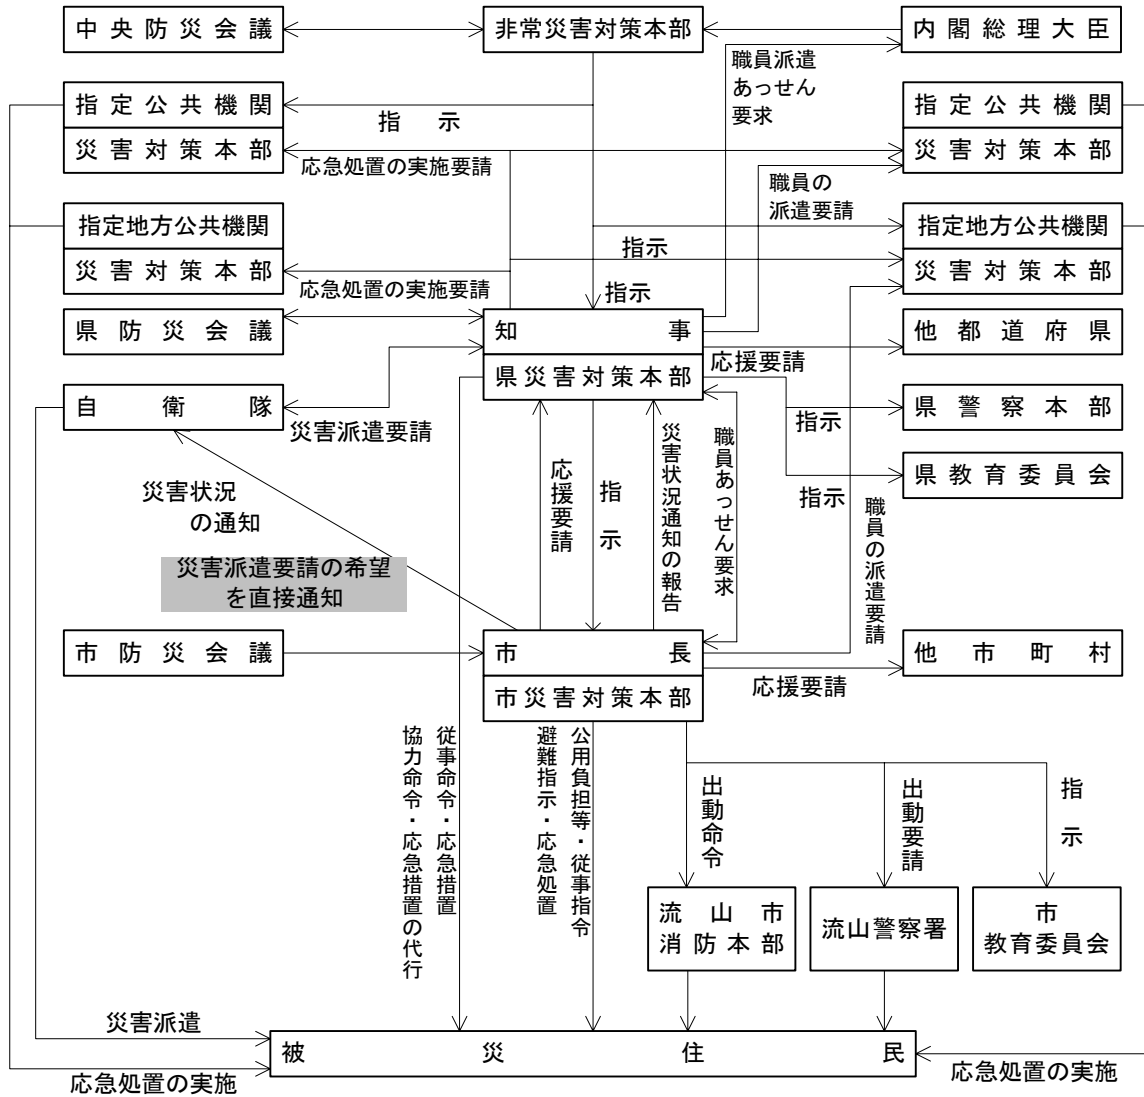 中央防災会議
非常災害対策本部
内閣総理大臣
職員派遣
あっせん
要求
指定公共機関
災害対策本部
指　示
応急処置の実施要請
指定公共機関
災害対策本部
職員の
派遣要請
指定地方公共機関
災害対策本部
指示
応急処置の実施要請
指示
指定地方公共機関
災害対策本部
県防災会議
知事
県災害対策本部
他都道府県
応援要請
自衛隊
災害派遣要請
県警察本部
指示
県教育委員会
指示
災害状況
の通知
災害派遣要請の希望
を直接通知
応援要請
指　示
災害状況通知の報告
職員あっせん要求
職員の派遣要請
市防災会議
市長
市災害対策本部
他市町村
応援要請
従事命令・応急措置
協力命令・応急措置の代行
公用負担等・従事指令
避難指示・応急処置
出動命令
出動要請
指　示
流山市
消防本部
流山警察署
市
教育委員会
災害派遣
被災住民
応急処置の実施
応急処置の実施